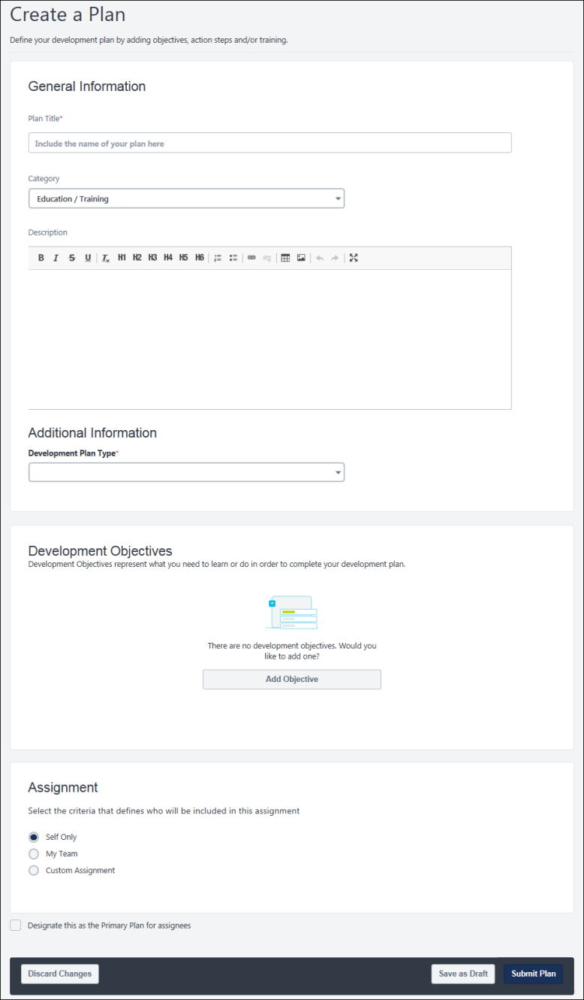 Create a Plan
Define your development plan by adding objectives, action steps and/or training.
General Information
Plan Title*
Include the name of your plan here
Category
Education / Training
Description
B I S U Tx H1 H2 H3 H4 H5 H6
Additional Information
Development Plan Type*
Development Objectives
Development Objectives represent what you need to learn or do in order to complete your development plan.
There are no development objectives. Would you
like to add one?
Add Objective
Assignment
Select the criteria that defines who will be included in this assignment
Self Only
My Team
Custom Assignment
Designate this as the Primary Plan for assignees
Discard Changes Save as Draft Submit Plan